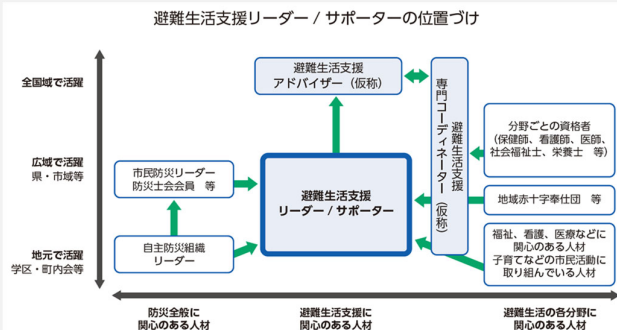 避難生活支援リーダー / サポーターの位置づけ
全国域で活躍
広域で活躍
県・市域等
地元で活躍
学区・町内会等
避難生活支援
アドバイザー（仮称）
避難生活支援
専門コーディネーター（仮称）
分野ごとの資格者
（保健師、看護師、医師、
社会福祉士、栄養士　等）
市民防災リーダー
防災士会会員　等
避難生活支援
リーダー / サポーター
地域赤十字奉仕団　等
自主防災組織
リーダー
福祉、看護、医療などに
関心のある人材
子育てなどの市民活動に
取り組んでいる人材
防災全般に
関心のある人材
避難生活支援に
関心のある人材
避難生活の各分野に
関心のある人材